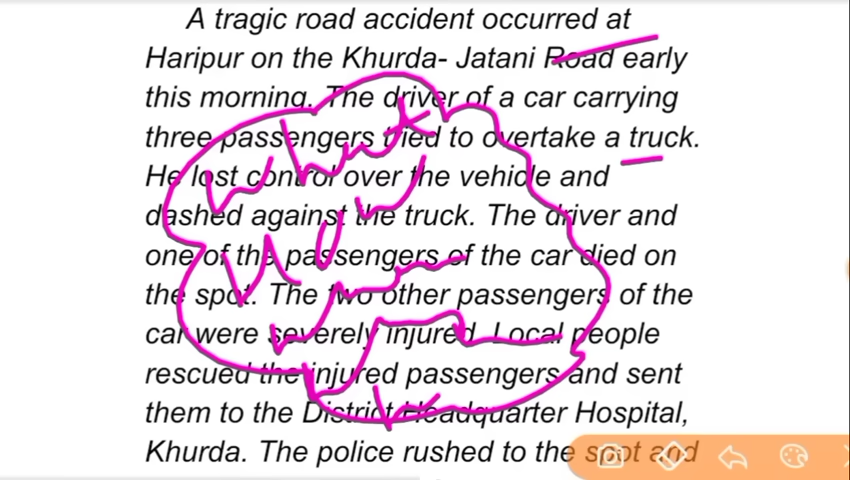 A tragic road accident occurred at
Haripur on the Khurda- Jatani Road early
this morning. The driver of a car carrying
three passengers tried to overtake a truck.
He lost control over the vehicle and
dashed against the truck. The driver and
one of the passengers of the car died on
the spot. The two other passengers of the
car were severely injured. Local people
rescued the injured passengers and sent
them to the District Headquarter Hospital,
Khurda. The police rushed to the spot and
what